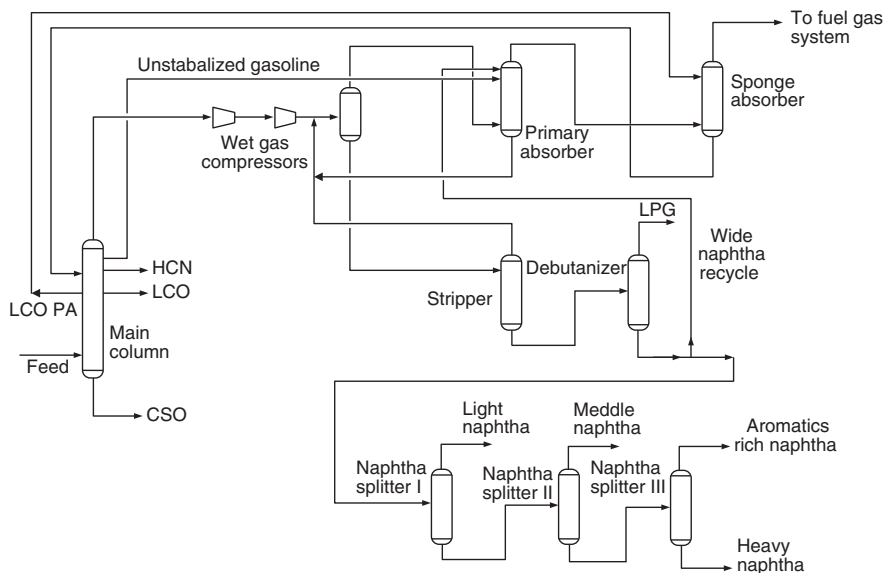 To fuel gas
system
Unstabalized gasoline
Sponge
absorber
Wet gas
compressors
Primary
absorber
LPG
Wide
naphtha
recycle
HCN
Debutanizer
LCO
Stripper
LCO PA
Main
column
Feed
CSO
Light
naphtha
Meddle
naphtha
Aromatics
rich naphtha
Naphtha
splitter I
Naphtha
splitter II
Naphtha
splitter III
Heavy
naphtha